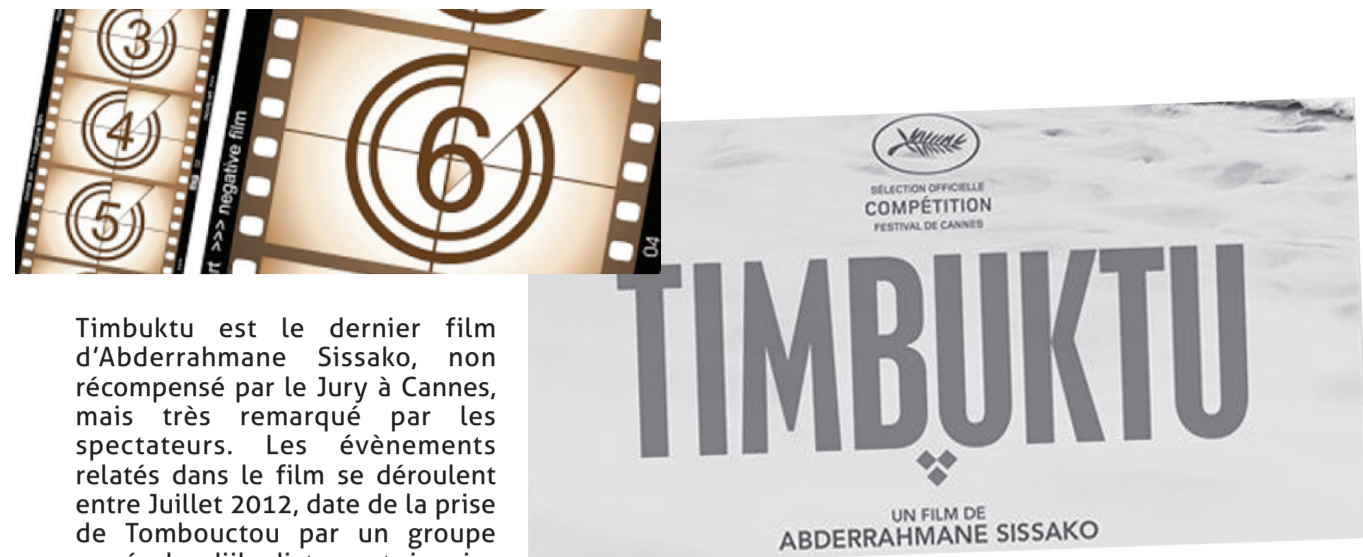 3
4
5
>>> negative film
6
04
SÉLECTION OFFICIELLE
COMPÉTITION
FESTIVAL DE CANNES
TIMBUKTU
UN FILM DE
ABDERRAHMANE SISSAKO
Timbuktu est le dernier film
d'Abderrahmane Sissako, non
récompensé par le Jury à Cannes,
mais très remarqué par les
spectateurs. Les évènements
relatés dans le film se déroulent
entre Juillet 2012, date de la prise
de Tombouctou par un groupe